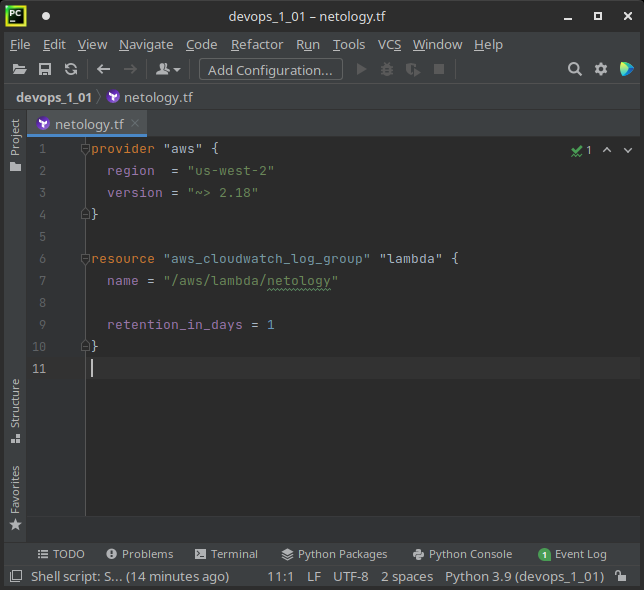 PC
devops_1_01 – netology.tf
File Edit View Navigate Code Refactor Run Tools VCS Window Help
Add Configuration...
devops_1_01 netology.tf
Project
netology.tf
1 provider "aws" {
1
2   region  = "us-west-2"
3   version = "~> 2.18"
4 }
5
6 resource "aws_cloudwatch_log_group" "lambda" {
7   name = "/aws/lambda/netology"
8
9   retention_in_days = 1
10 }
11
Structure
Favorites
TODO Problems Terminal Python Packages Python Console 1 Event Log
Shell script: S... (14 minutes ago) 11:1 LF UTF-8 2 spaces Python 3.9 (devops_1_01)